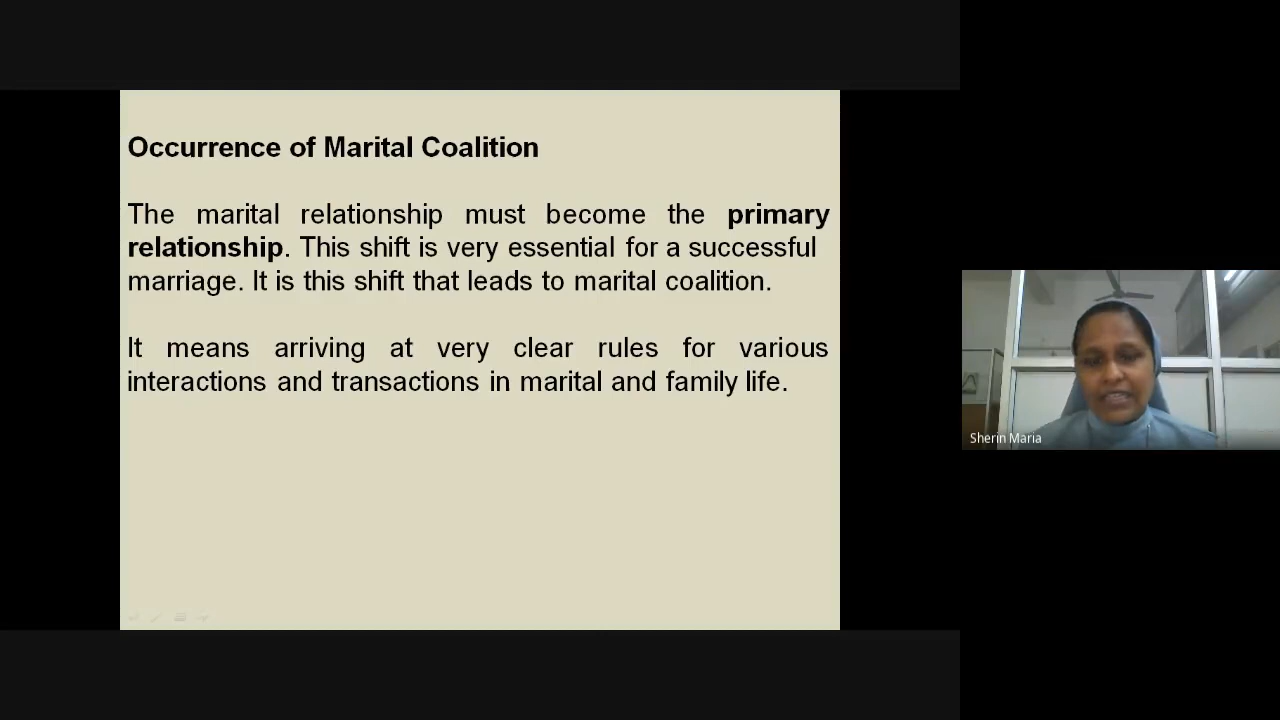 Occurrence of Marital Coalition
The marital relationship must become the primary
relationship. This shift is very essential for a successful
marriage. It is this shift that leads to marital coalition.
It means arriving at very clear rules for various
interactions and transactions in marital and family life.
Sherin Maria